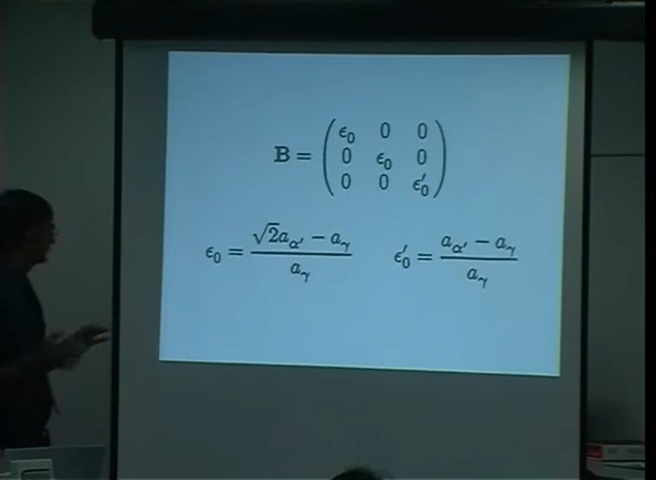 B = ( ϵ₀ 0 0
0 ϵ₀ 0
0 0 ϵ₀′ )
ϵ₀ = (√2 a_α′ − a_γ) / a_γ    ϵ₀′ = (a_α′ − a_γ) / a_γ